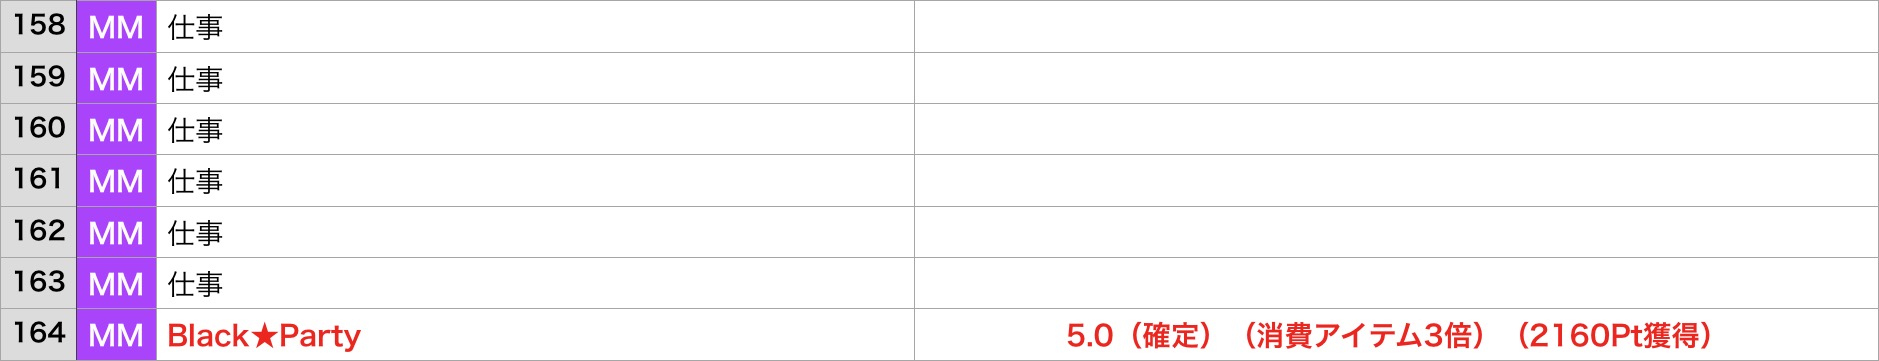 158 MM 仕事
159 MM 仕事
160 MM 仕事
161 MM 仕事
162 MM 仕事
163 MM 仕事
164 MM Black★Party 5.0（確定）（消費アイテム3倍）（2160Pt獲得）